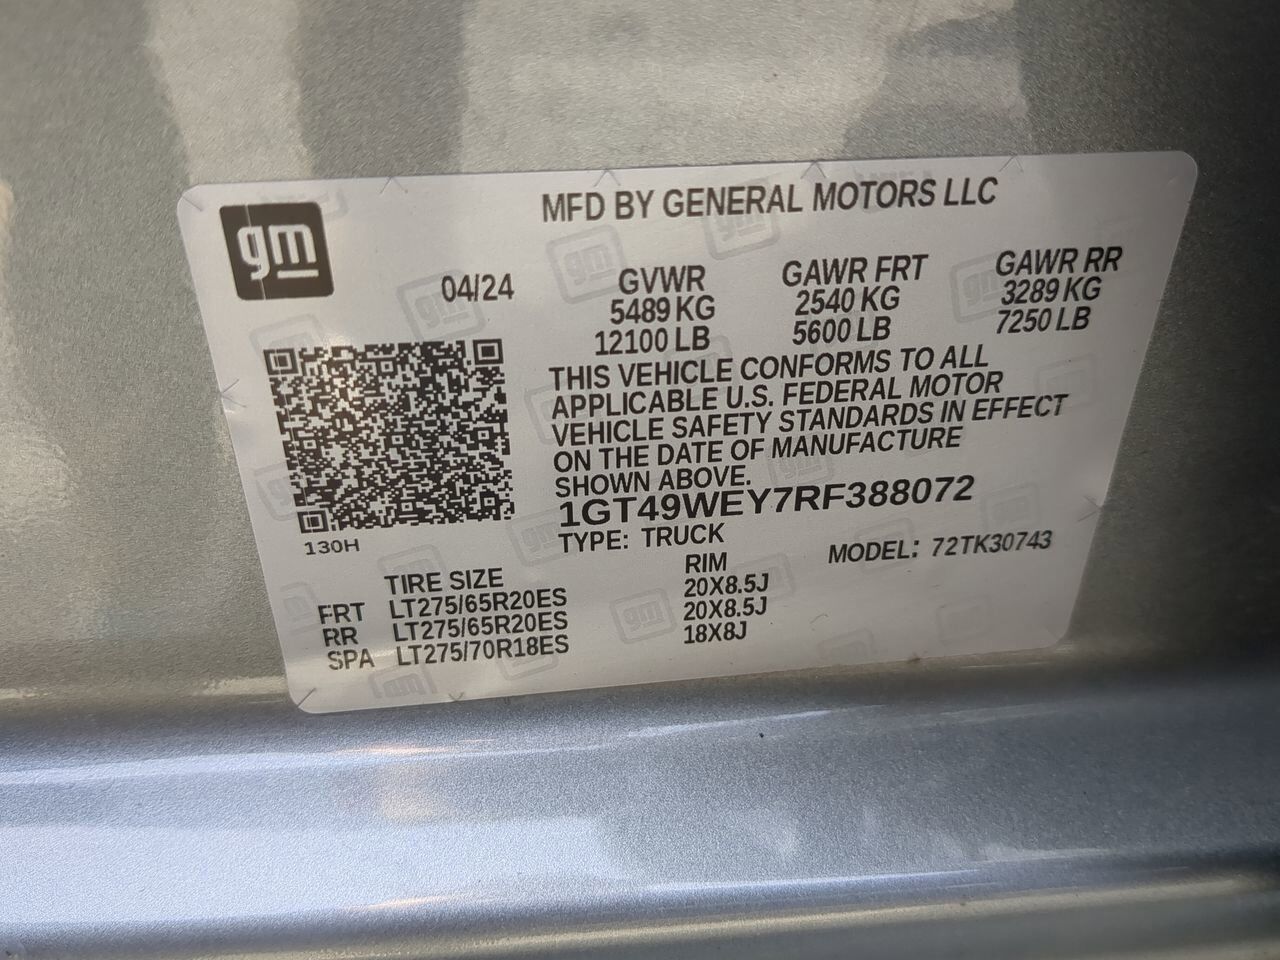 gm
MFD BY GENERAL MOTORS LLC
04/24
GVWR
5489 KG
12100 LB
GAWR FRT
2540 KG
5600 LB
GAWR RR
3289 KG
7250 LB
THIS VEHICLE CONFORMS TO ALL
APPLICABLE U.S. FEDERAL MOTOR
VEHICLE SAFETY STANDARDS IN EFFECT
ON THE DATE OF MANUFACTURE
SHOWN ABOVE.
1GT49WEY7RF388072
TYPE: TRUCK
MODEL: 72TK30743
130H
TIRE SIZE RIM
FRT LT275/65R20ES 20X8.5J
RR LT275/65R20ES 20X8.5J
SPA LT275/70R18ES 18X8J